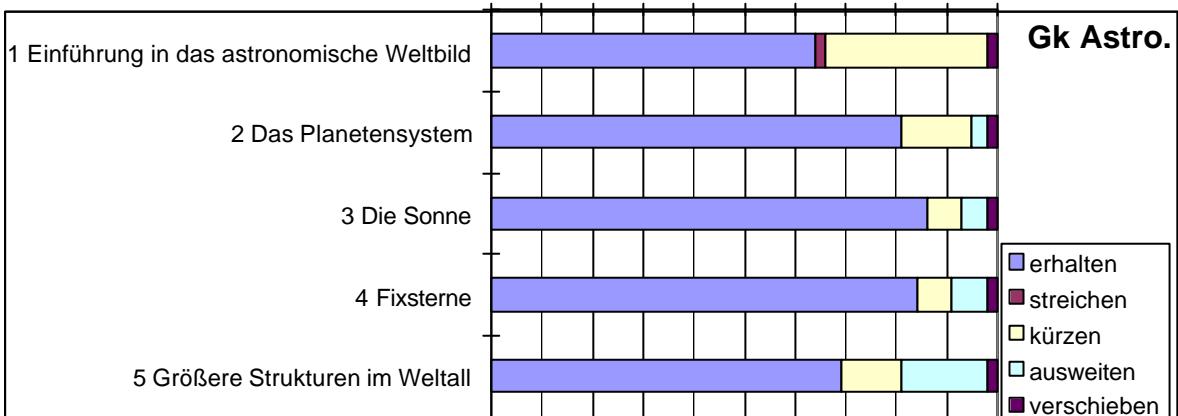 Gk Astro.
1 Einführung in das astronomische Weltbild
2 Das Planetensystem
3 Die Sonne
4 Fixsterne
5 Größere Strukturen im Weltall
erhalten
streichen
kürzen
ausweiten
verschieben